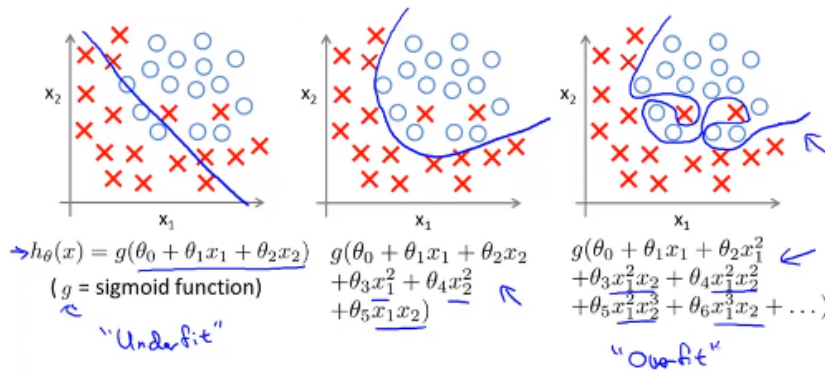 x₂
x₁
→ h_θ(x) = g(θ₀ + θ₁x₁ + θ₂x₂)
( g = sigmoid function)
"Underfit"
x₂
x₁
g(θ₀ + θ₁x₁ + θ₂x₂
+θ₃x₁² + θ₄x₂²
+θ₅x₁x₂)
x₂
x₁
g(θ₀ + θ₁x₁ + θ₂x₁²
+θ₃x₁²x₂ + θ₄x₁²x₂²
+θ₅x₁²x₂³ + θ₆x₁³x₂ + . . . )
"Overfit"